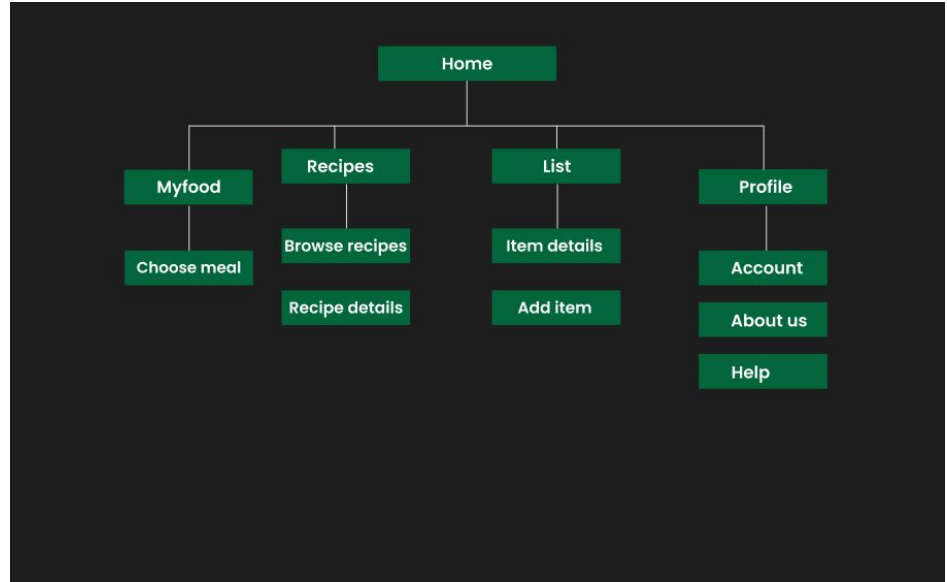 Home
Recipes
List
Myfood
Profile
Browse recipes
Item details
Choose meal
Account
Recipe details
Add item
About us
Help